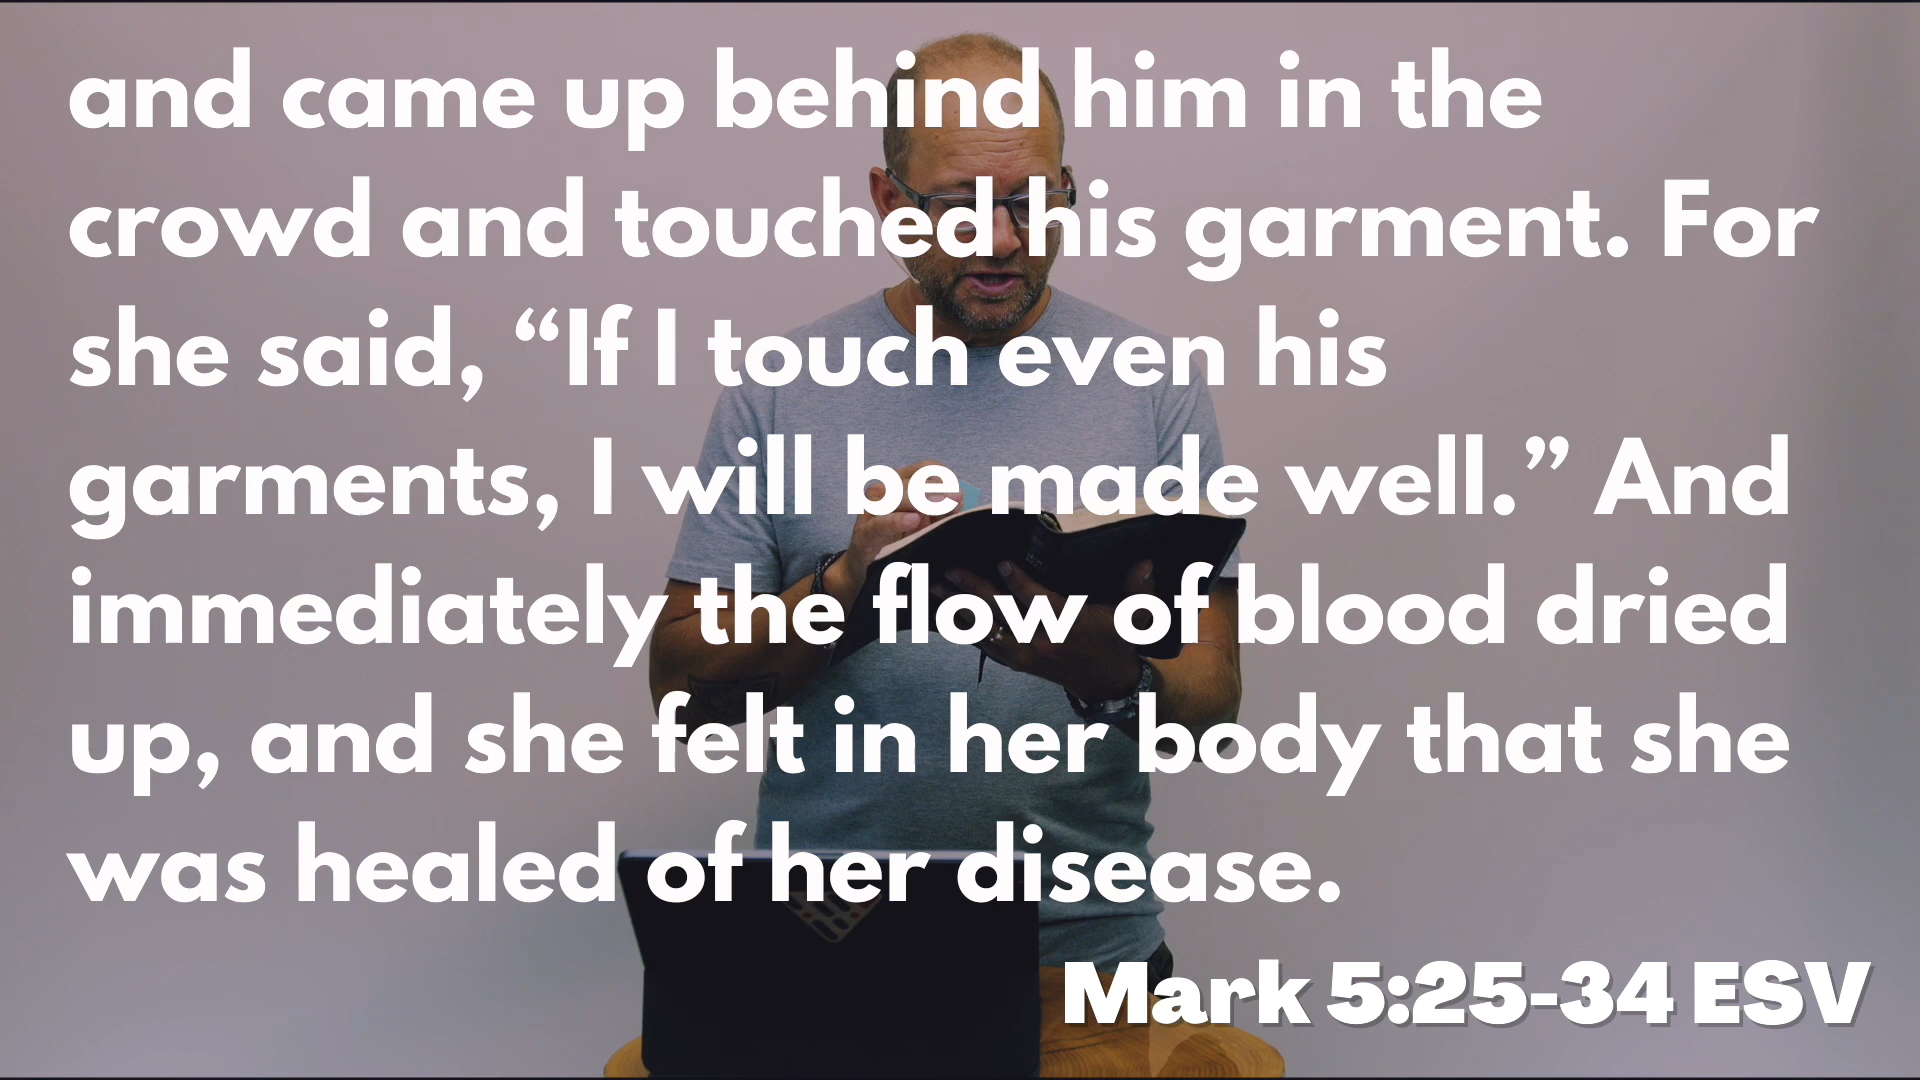 and came up behind him in the
crowd and touched his garment. For
she said, “If I touch even his
garments, I will be made well.” And
immediately the flow of blood dried
up, and she felt in her body that she
was healed of her disease.
Mark 5:25-34 ESV